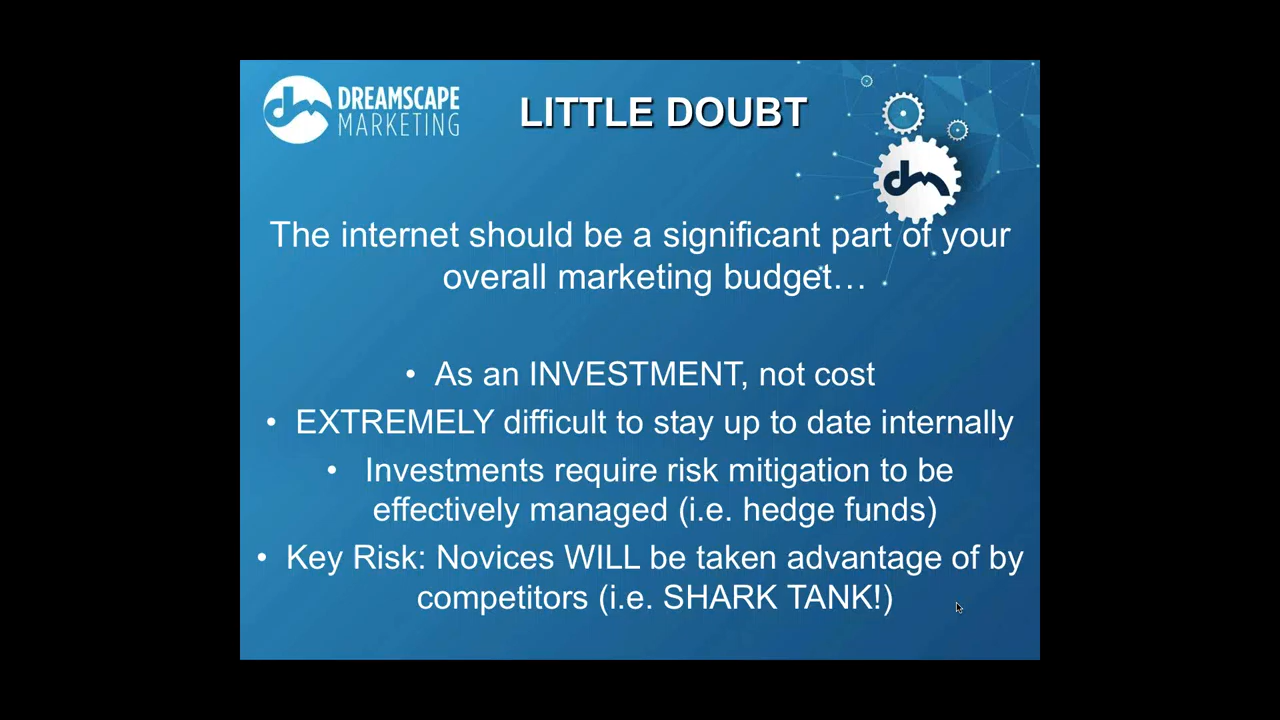 DREAMSCAPE
MARKETING
LITTLE DOUBT
dm
The internet should be a significant part of your
overall marketing budget…
• As an INVESTMENT, not cost
• EXTREMELY difficult to stay up to date internally
• Investments require risk mitigation to be
effectively managed (i.e. hedge funds)
• Key Risk: Novices WILL be taken advantage of by
competitors (i.e. SHARK TANK!)